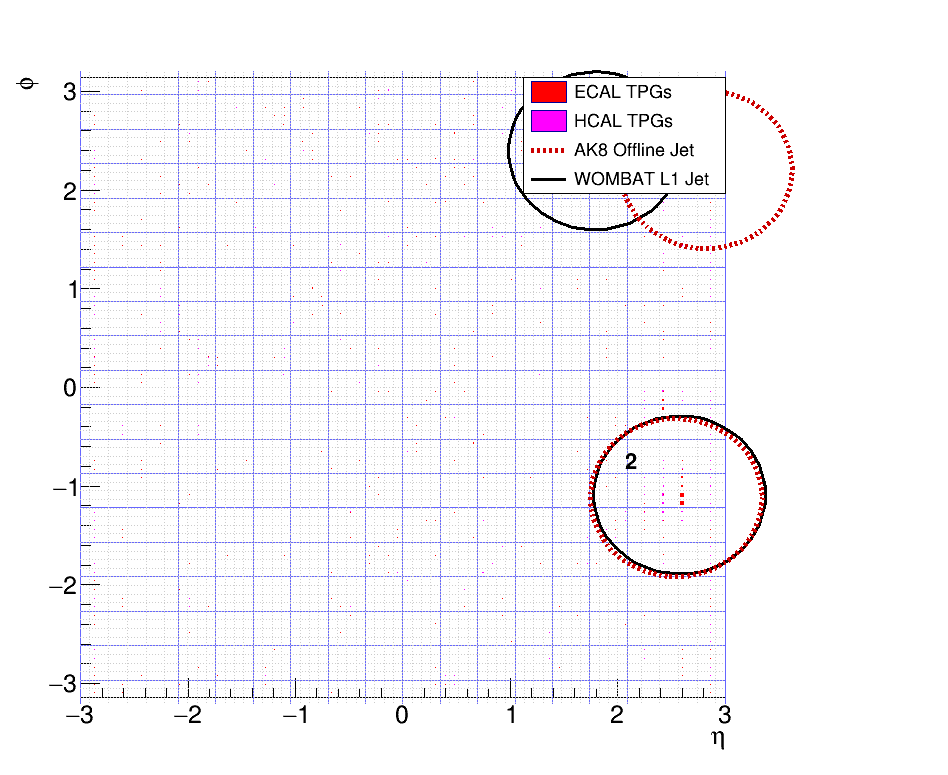 ϕ
3
2
1
0
−1
−2
−3
ECAL TPGs
HCAL TPGs
AK8 Offline Jet
WOMBAT L1 Jet
2
−3 −2 −1 0 1 2 3
η